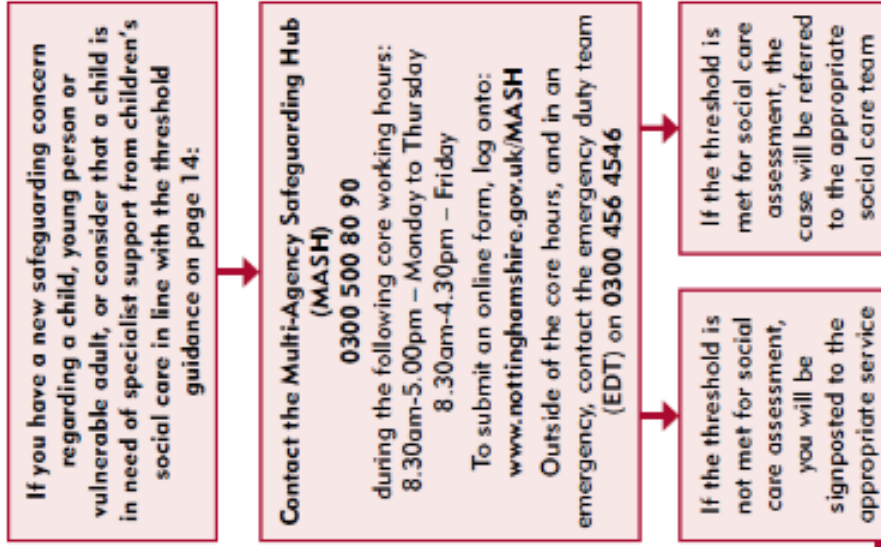 If you have a new safeguarding concern
regarding a child, young person or
vulnerable adult, or consider that a child is
in need of specialist support from children's
social care in line with the threshold
guidance on page 14:
Contact the Multi-Agency Safeguarding Hub
(MASH)
0300 500 80 90
during the following core working hours:
8.30am-5.00pm – Monday to Thursday
8.30am-4.30pm – Friday
To submit an online form, log onto:
www.nottinghamshire.gov.uk/MASH
Outside of the core hours, and in an
emergency, contact the emergency duty team
(EDT) on 0300 456 4546
If the threshold is
not met for social
care assessment,
you will be
signposted to the
appropriate service
If the threshold is
met for social care
assessment, the
case will be referred
to the appropriate
social care team